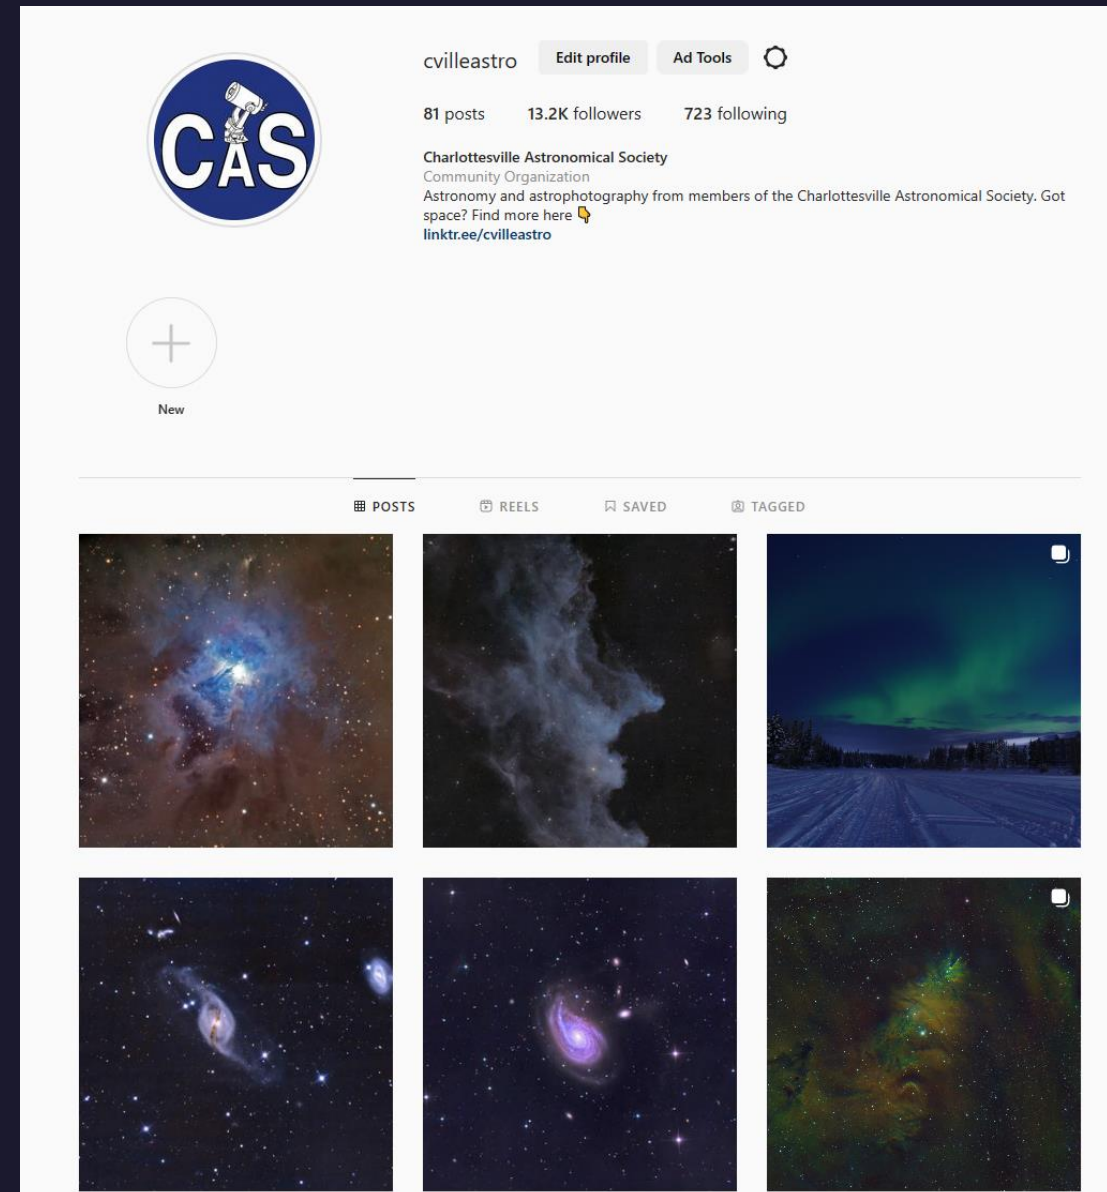 CAS
cvilleastro Edit profile Ad Tools
81 posts 13.2K followers 723 following
Charlottesville Astronomical Society
Community Organization
Astronomy and astrophotography from members of the Charlottesville Astronomical Society. Got
space? Find more here 👇
linktr.ee/cvilleastro
New
POSTS REELS SAVED TAGGED